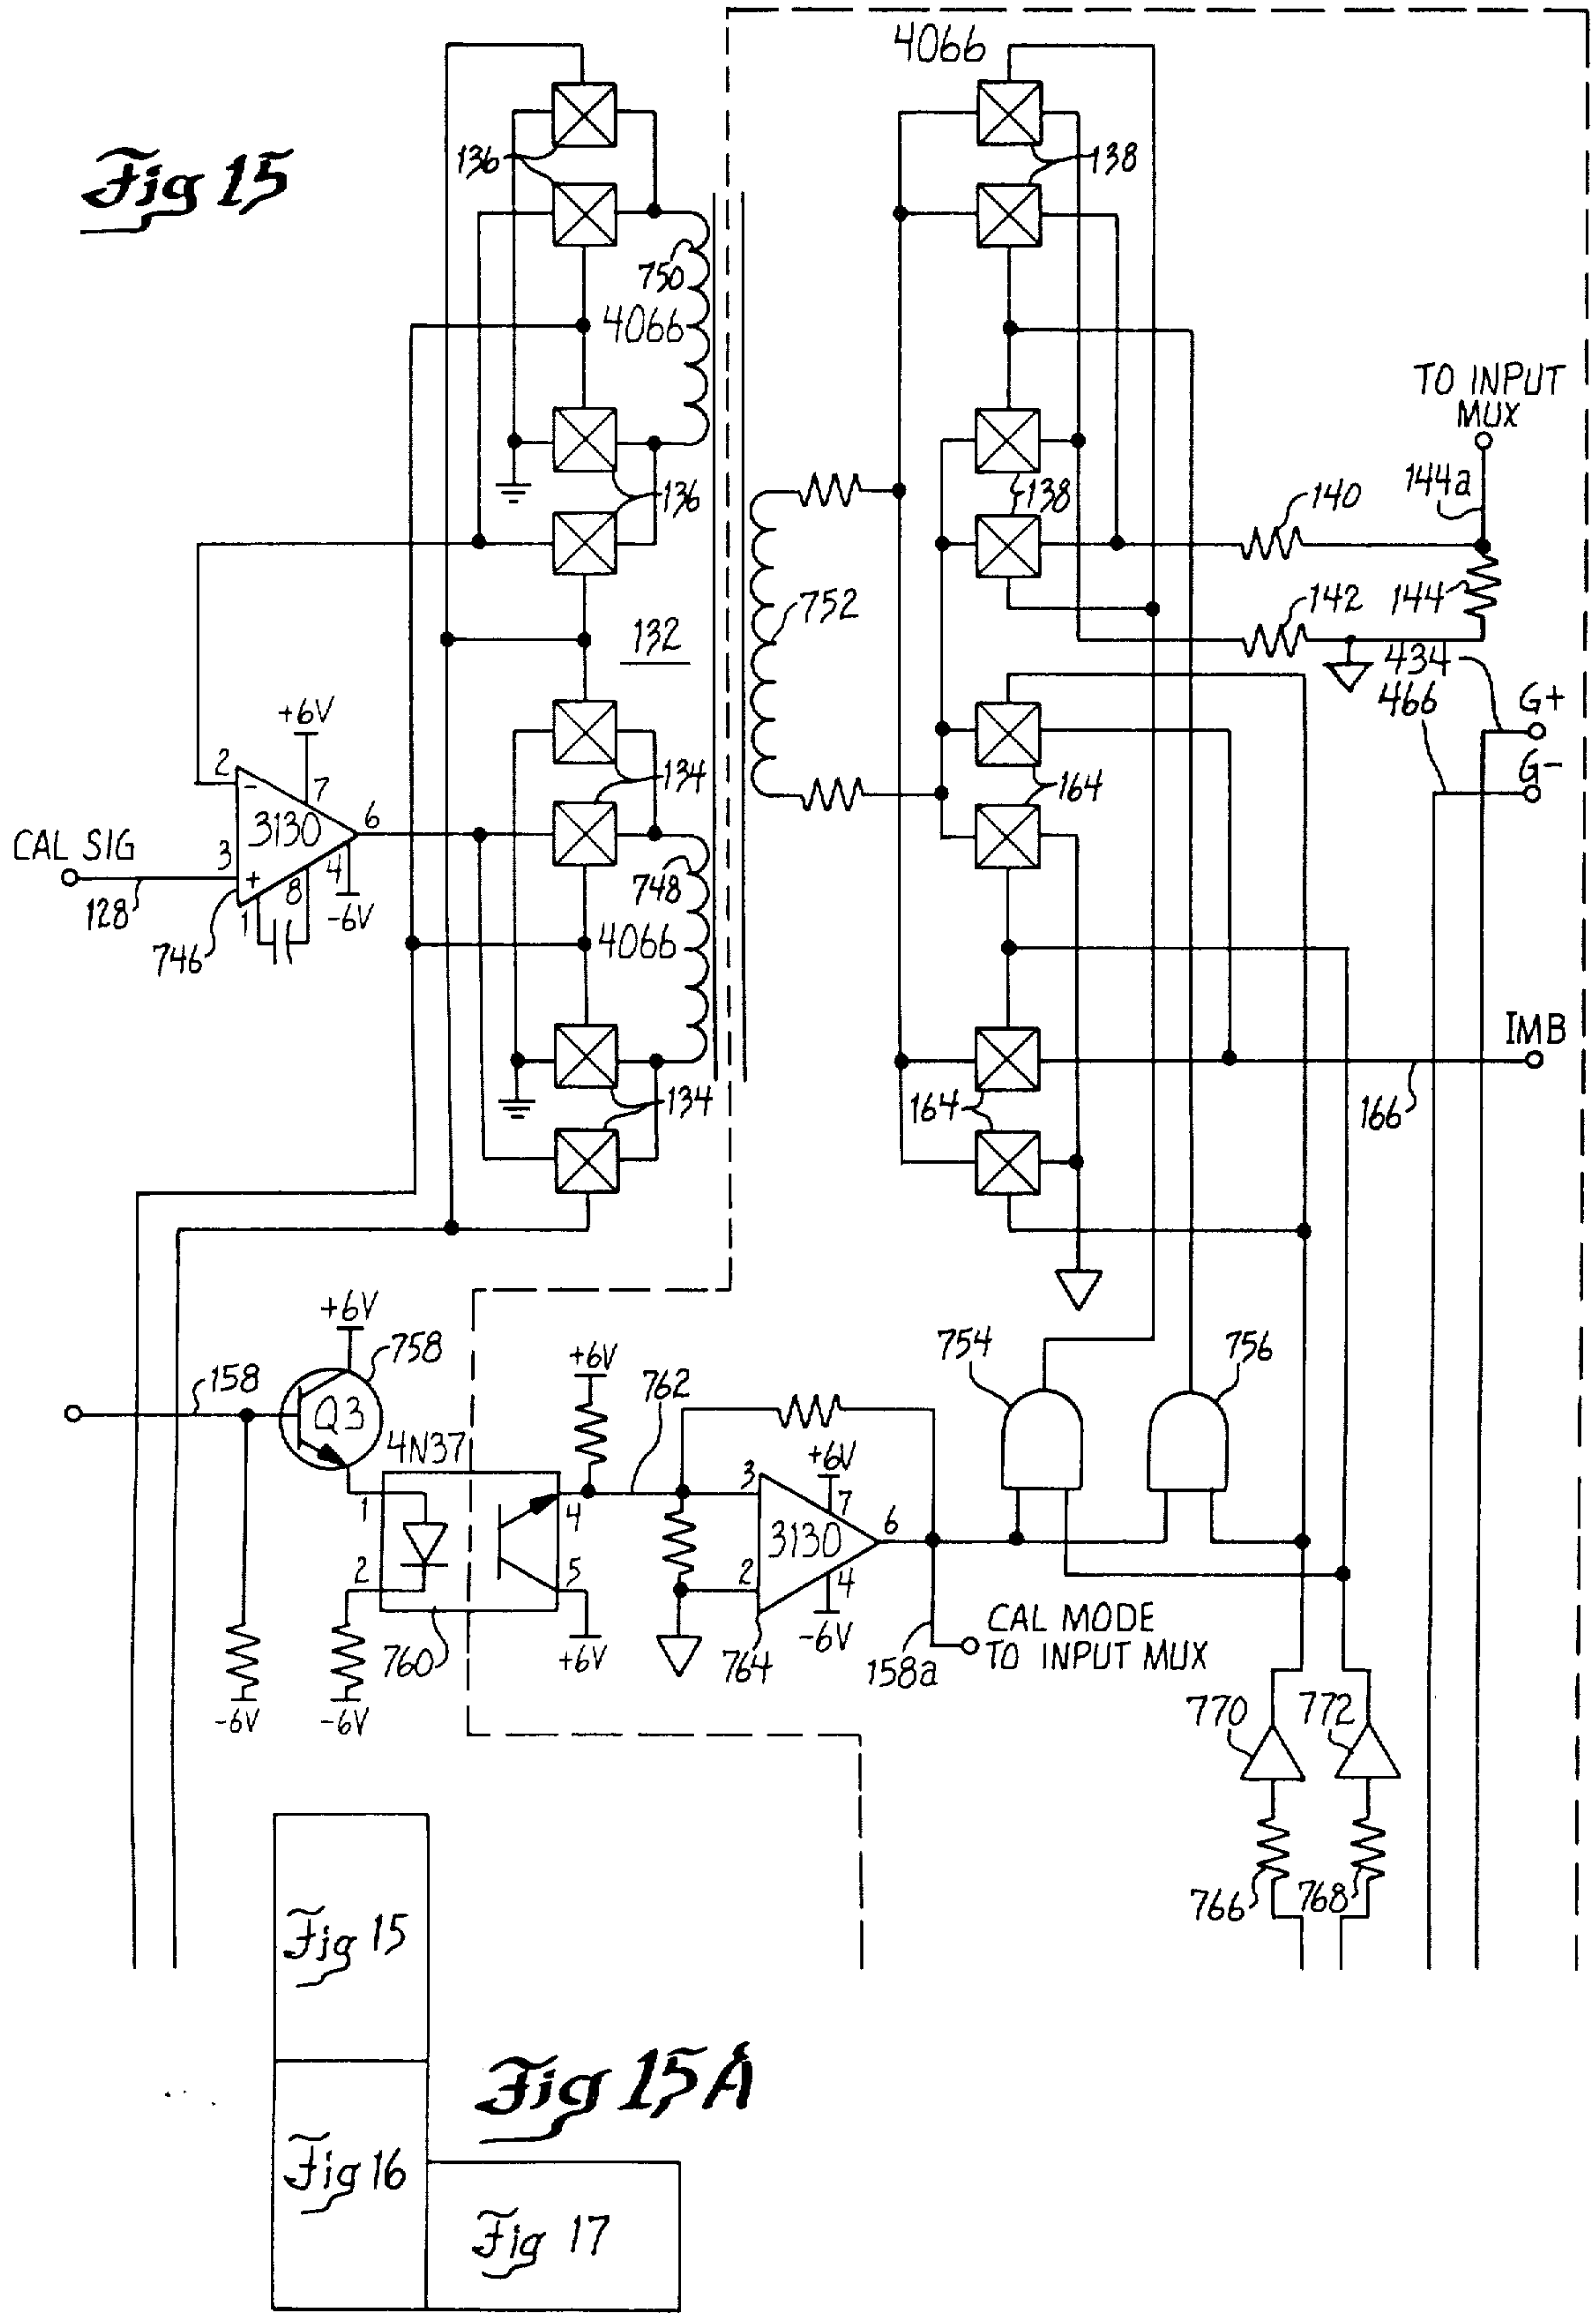 Fig 15
4066
136
138
750
4066
TO INPUT
MUX
144a
136
138
140
752
142
144
132
434
466
G+
G-
+6V
2
7
-
3130
6
134
164
CAL SIG
3
+
4
8
1
-6V
128
746
748
4066
IMB
134
164
166
+6V
758
158
Q3
+6V
762
754
756
4N37
+6V
1
4
3
7
3130
6
2
5
2
4
-6V
760
+6V
764
158a
CAL MODE
TO INPUT MUX
-6V
-6V
770
772
766
768
Fig 15
Fig 15A
Fig 16
Fig 17